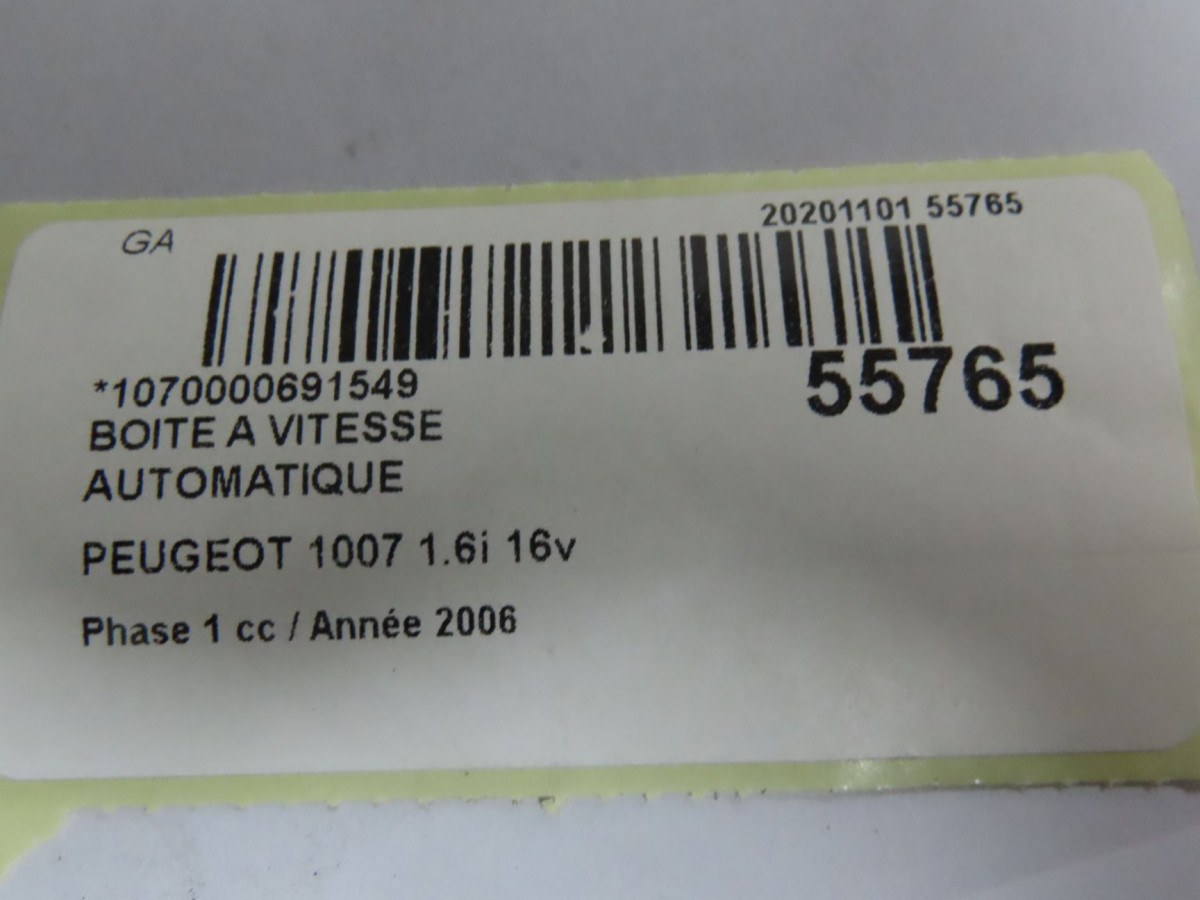 GA
20201101 55765
*1070000691549
55765
BOITE A VITESSE
AUTOMATIQUE
PEUGEOT 1007 1.6i 16v
Phase 1 cc / Année 2006